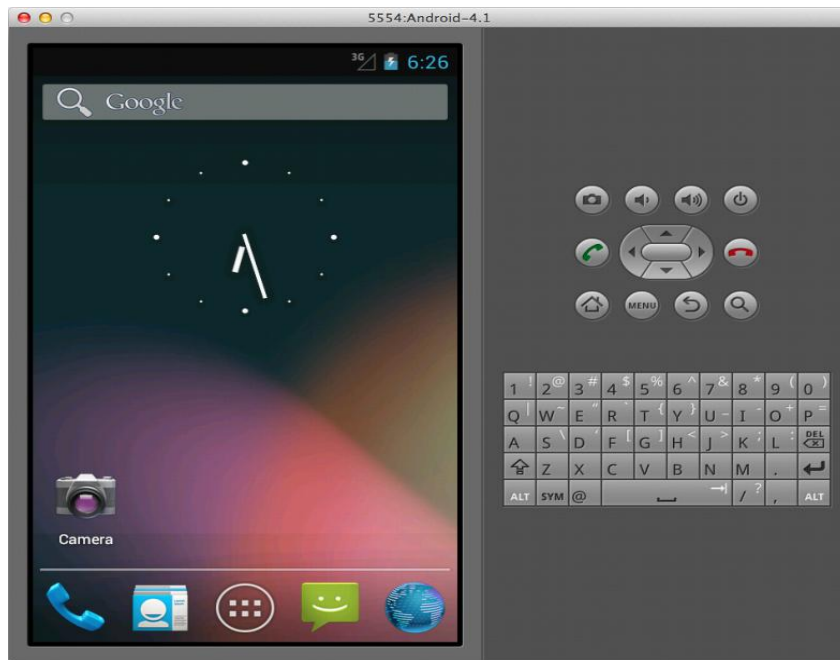 5554:Android-4.1
3G 6:26
Google
MENU
1 ! 2 @ 3 # 4 $ 5 % 6 ^ 7 & 8 * 9 ( 0 )
Q | W ~ E " R ` T { Y } U _ I - O + P =
A S \ D ' F [ G ] H < J > K ; L : DEL
Z X C V B N M .
ALT SYM @ / ? , ALT
Camera